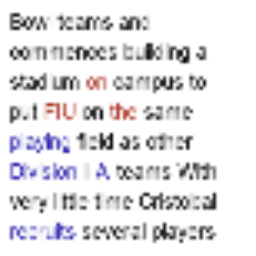 Bowl teams and
commences building a
stadium on campus to
put FIU on the same
playing field as other
Division I A teams With
very little time Cristobal
recruits several players